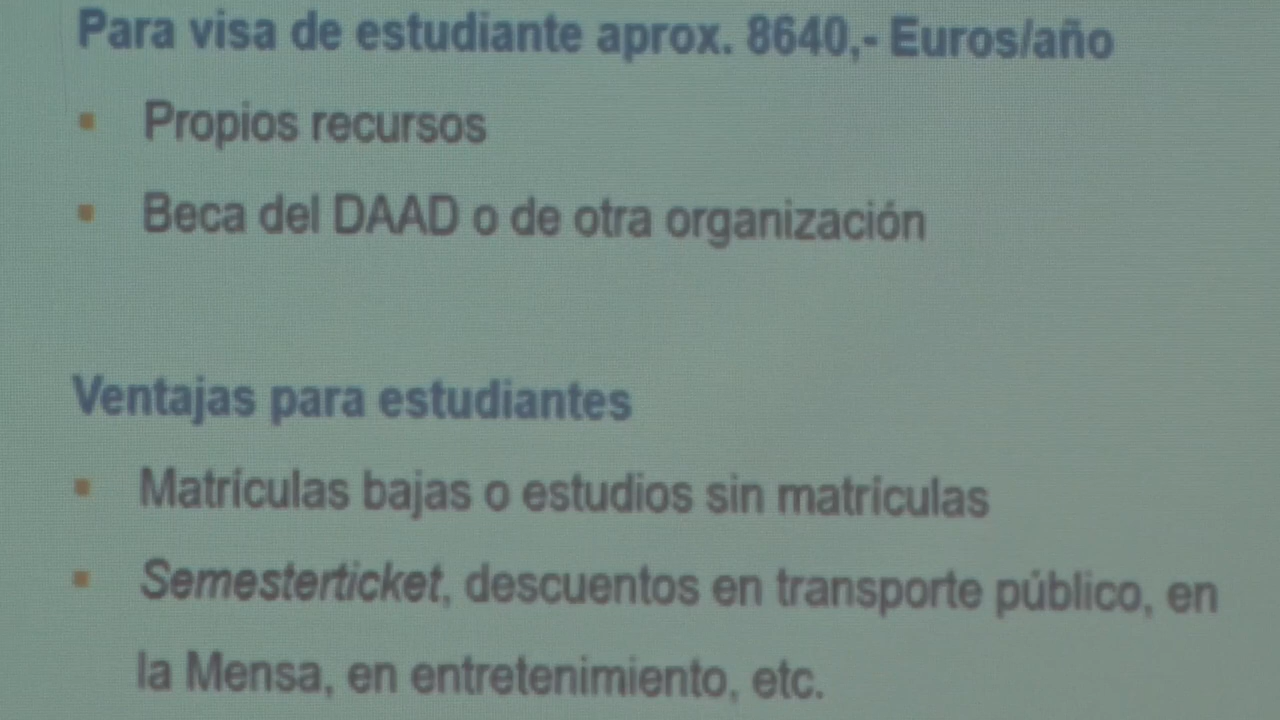 Para visa de estudiante aprox. 8640,- Euros/año
▪ Propios recursos
▪ Beca del DAAD o de otra organización
Ventajas para estudiantes
▪ Matrículas bajas o estudios sin matrículas
▪ Semesterticket, descuentos en transporte público, en
la Mensa, en entretenimiento, etc.